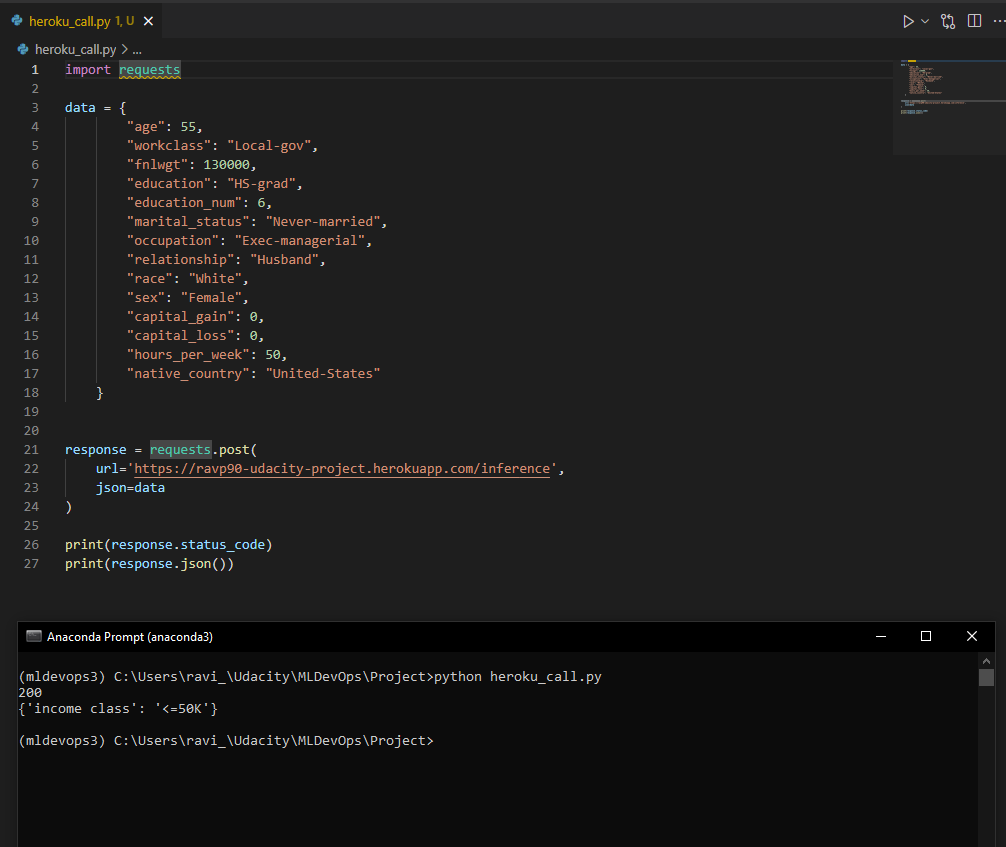 heroku_call.py 1, U
heroku_call.py > ...
1 import requests
2
3 data = {
4 "age": 55,
5 "workclass": "Local-gov",
6 "fnlwgt": 130000,
7 "education": "HS-grad",
8 "education_num": 6,
9 "marital_status": "Never-married",
10 "occupation": "Exec-managerial",
11 "relationship": "Husband",
12 "race": "White",
13 "sex": "Female",
14 "capital_gain": 0,
15 "capital_loss": 0,
16 "hours_per_week": 50,
17 "native_country": "United-States"
18 }
19
20
21 response = requests.post(
22 url='https://ravp90-udacity-project.herokuapp.com/inference',
23 json=data
24 )
25
26 print(response.status_code)
27 print(response.json())
Anaconda Prompt (anaconda3)
(mldevops3) C:\Users\ravi_\Udacity\MLDevOps\Project>python heroku_call.py
200
{'income class': '<=50K'}
(mldevops3) C:\Users\ravi_\Udacity\MLDevOps\Project>